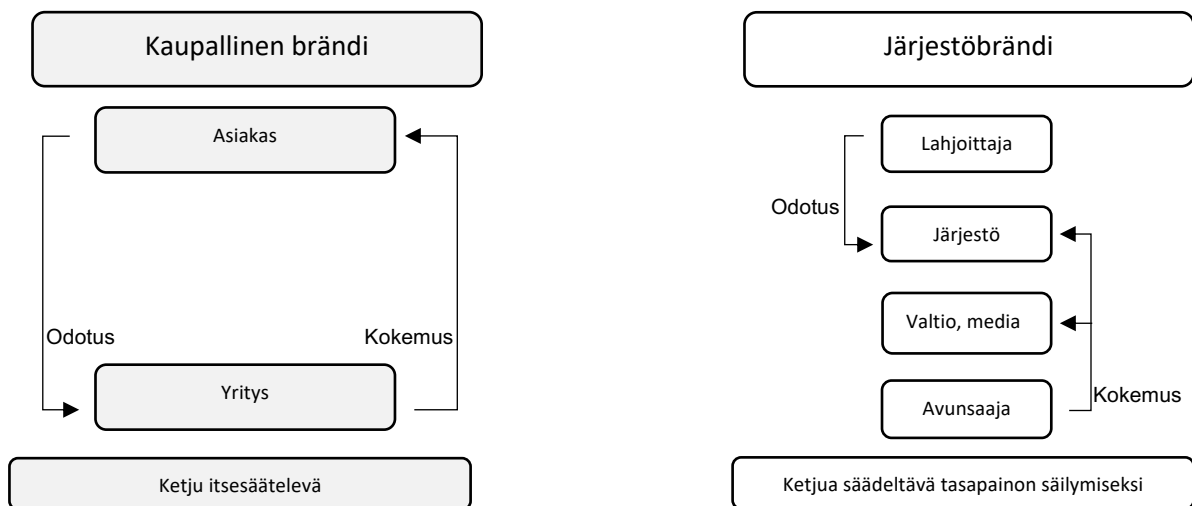 Kaupallinen brändi
Asiakas
Odotus
Kokemus
Yritys
Ketju itsesäätelevä
Järjestöbrändi
Lahjoittaja
Odotus
Järjestö
Valtio, media
Avunsaaja
Kokemus
Ketjua säädeltävä tasapainon säilymiseksi